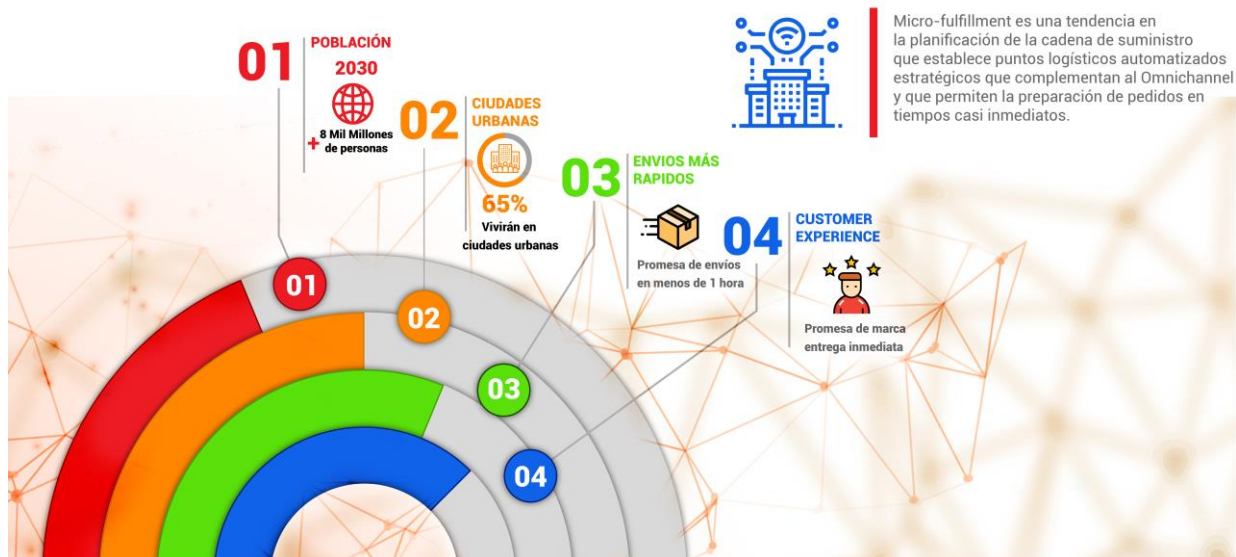 01
POBLACIÓN
2030
+ 8 Mil Millones
de personas
02
CIUDADES
URBANAS
65%
Vivirán en
ciudades urbanas
03
ENVIOS MÁS
RAPIDOS
Promesa de envíos
en menos de 1 hora
04
CUSTOMER
EXPERIENCE
Promesa de marca
entrega inmediata
Micro-fulfillment es una tendencia en
la planificación de la cadena de suministro
que establece puntos logísticos automatizados
estratégicos que complementan al Omnichannel
y que permiten la preparación de pedidos en
tiempos casi inmediatos.
01
02
03
04